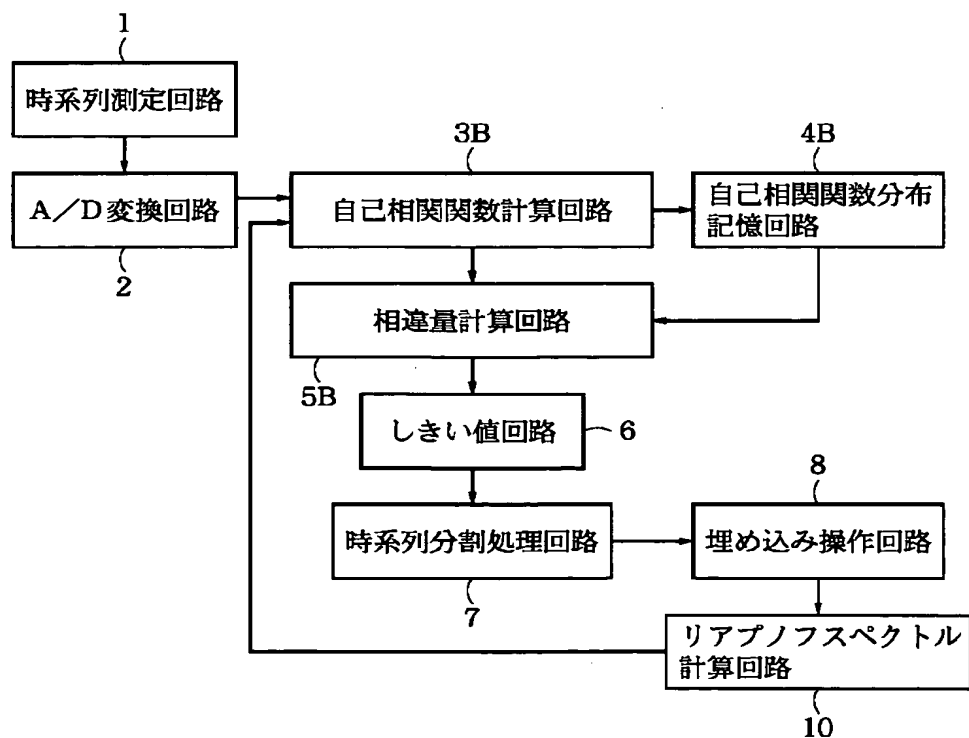 1
時系列測定回路
3B
4B
A／D変換回路
自己相関関数計算回路
自己相関関数分布
記憶回路
2
相違量計算回路
5B
しきい値回路
6
8
時系列分割処理回路
埋め込み操作回路
7
リアプノフスペクトル
計算回路
10